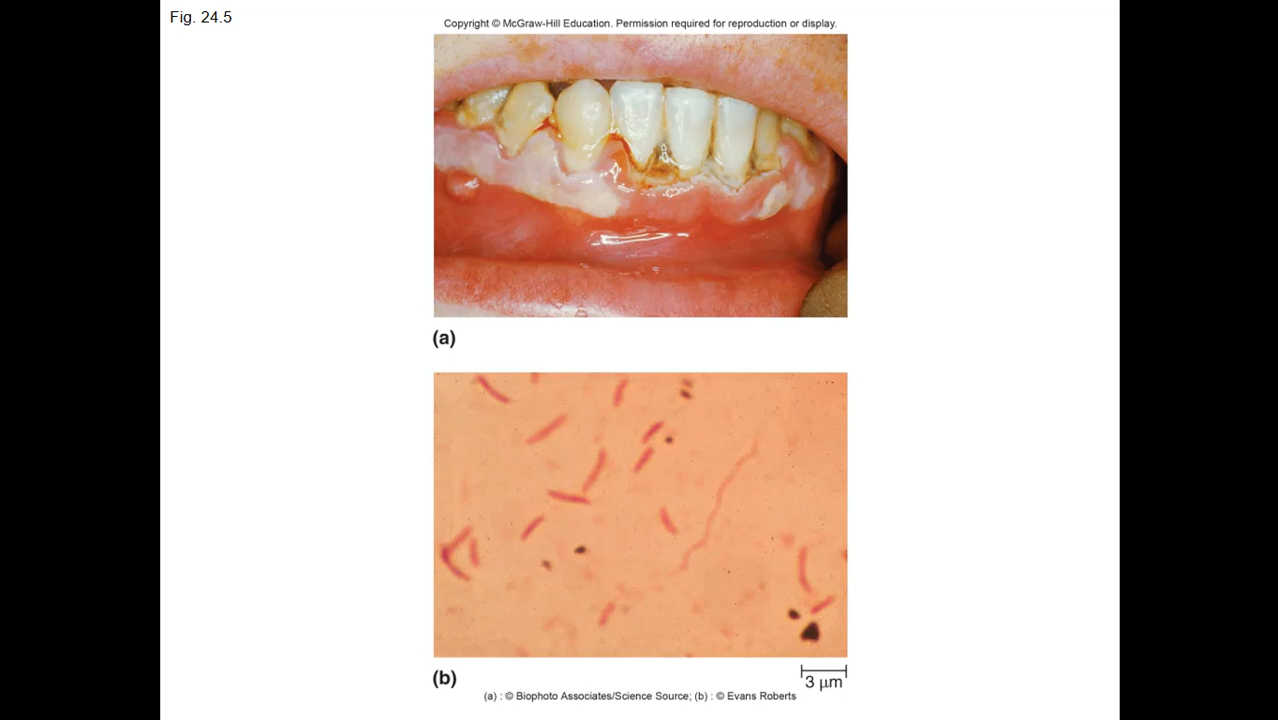 Fig. 24.5
Copyright © McGraw-Hill Education. Permission required for reproduction or display.
(a)
(b)
3 μm
(a) : © Biophoto Associates/Science Source; (b) : © Evans Roberts